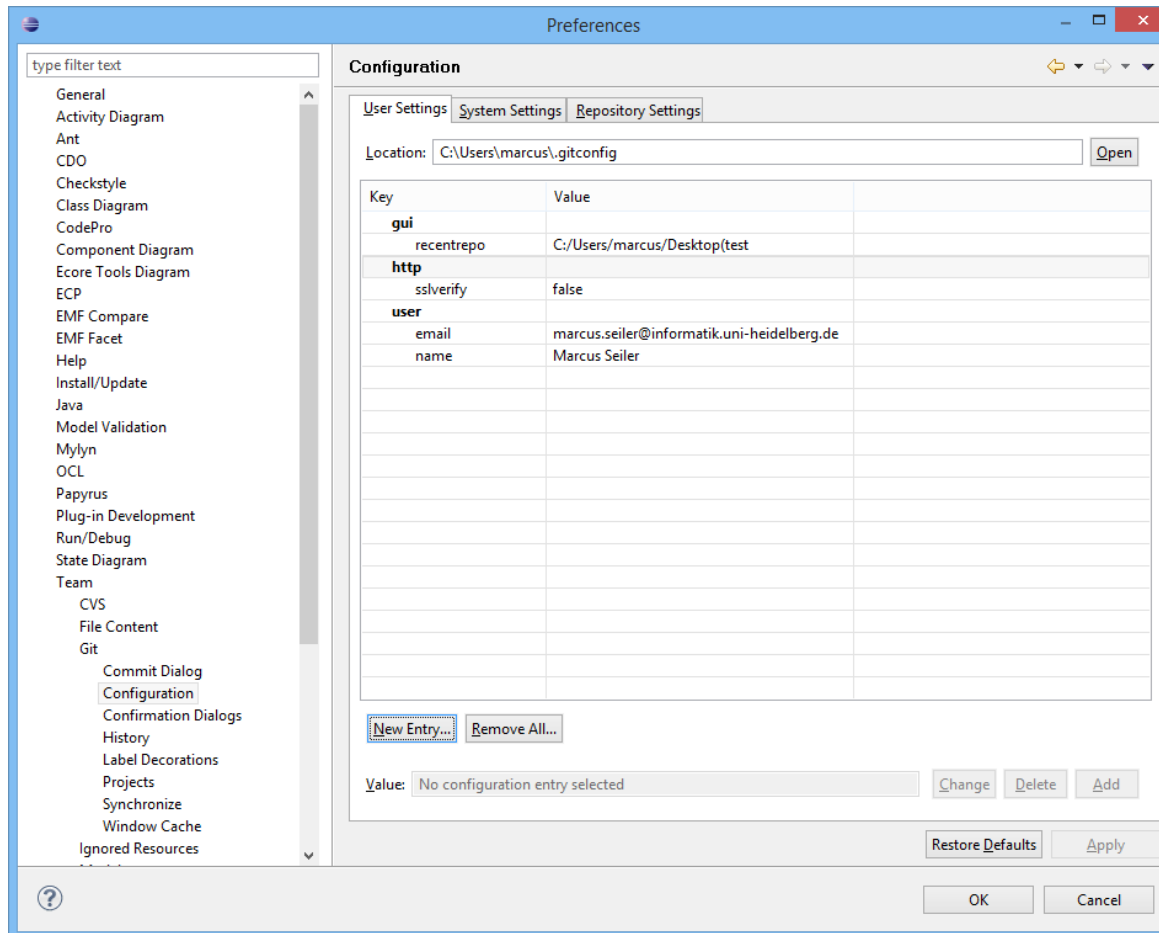 Preferences
type filter text
General
Activity Diagram
Ant
CDO
Checkstyle
Class Diagram
CodePro
Component Diagram
Ecore Tools Diagram
ECP
EMF Compare
EMF Facet
Help
Install/Update
Java
Model Validation
Mylyn
OCL
Papyrus
Plug-in Development
Run/Debug
State Diagram
Team
CVS
File Content
Git
Commit Dialog
Configuration
Confirmation Dialogs
History
Label Decorations
Projects
Synchronize
Window Cache
Ignored Resources
Configuration
User Settings System Settings Repository Settings
Location: C:\Users\marcus\.gitconfig Open
Key Value
gui
recentrepo C:/Users/marcus/Desktop(test
http
sslverify false
user
email marcus.seiler@informatik.uni-heidelberg.de
name Marcus Seiler
New Entry... Remove All...
Value: No configuration entry selected Change Delete Add
Restore Defaults Apply
? OK Cancel